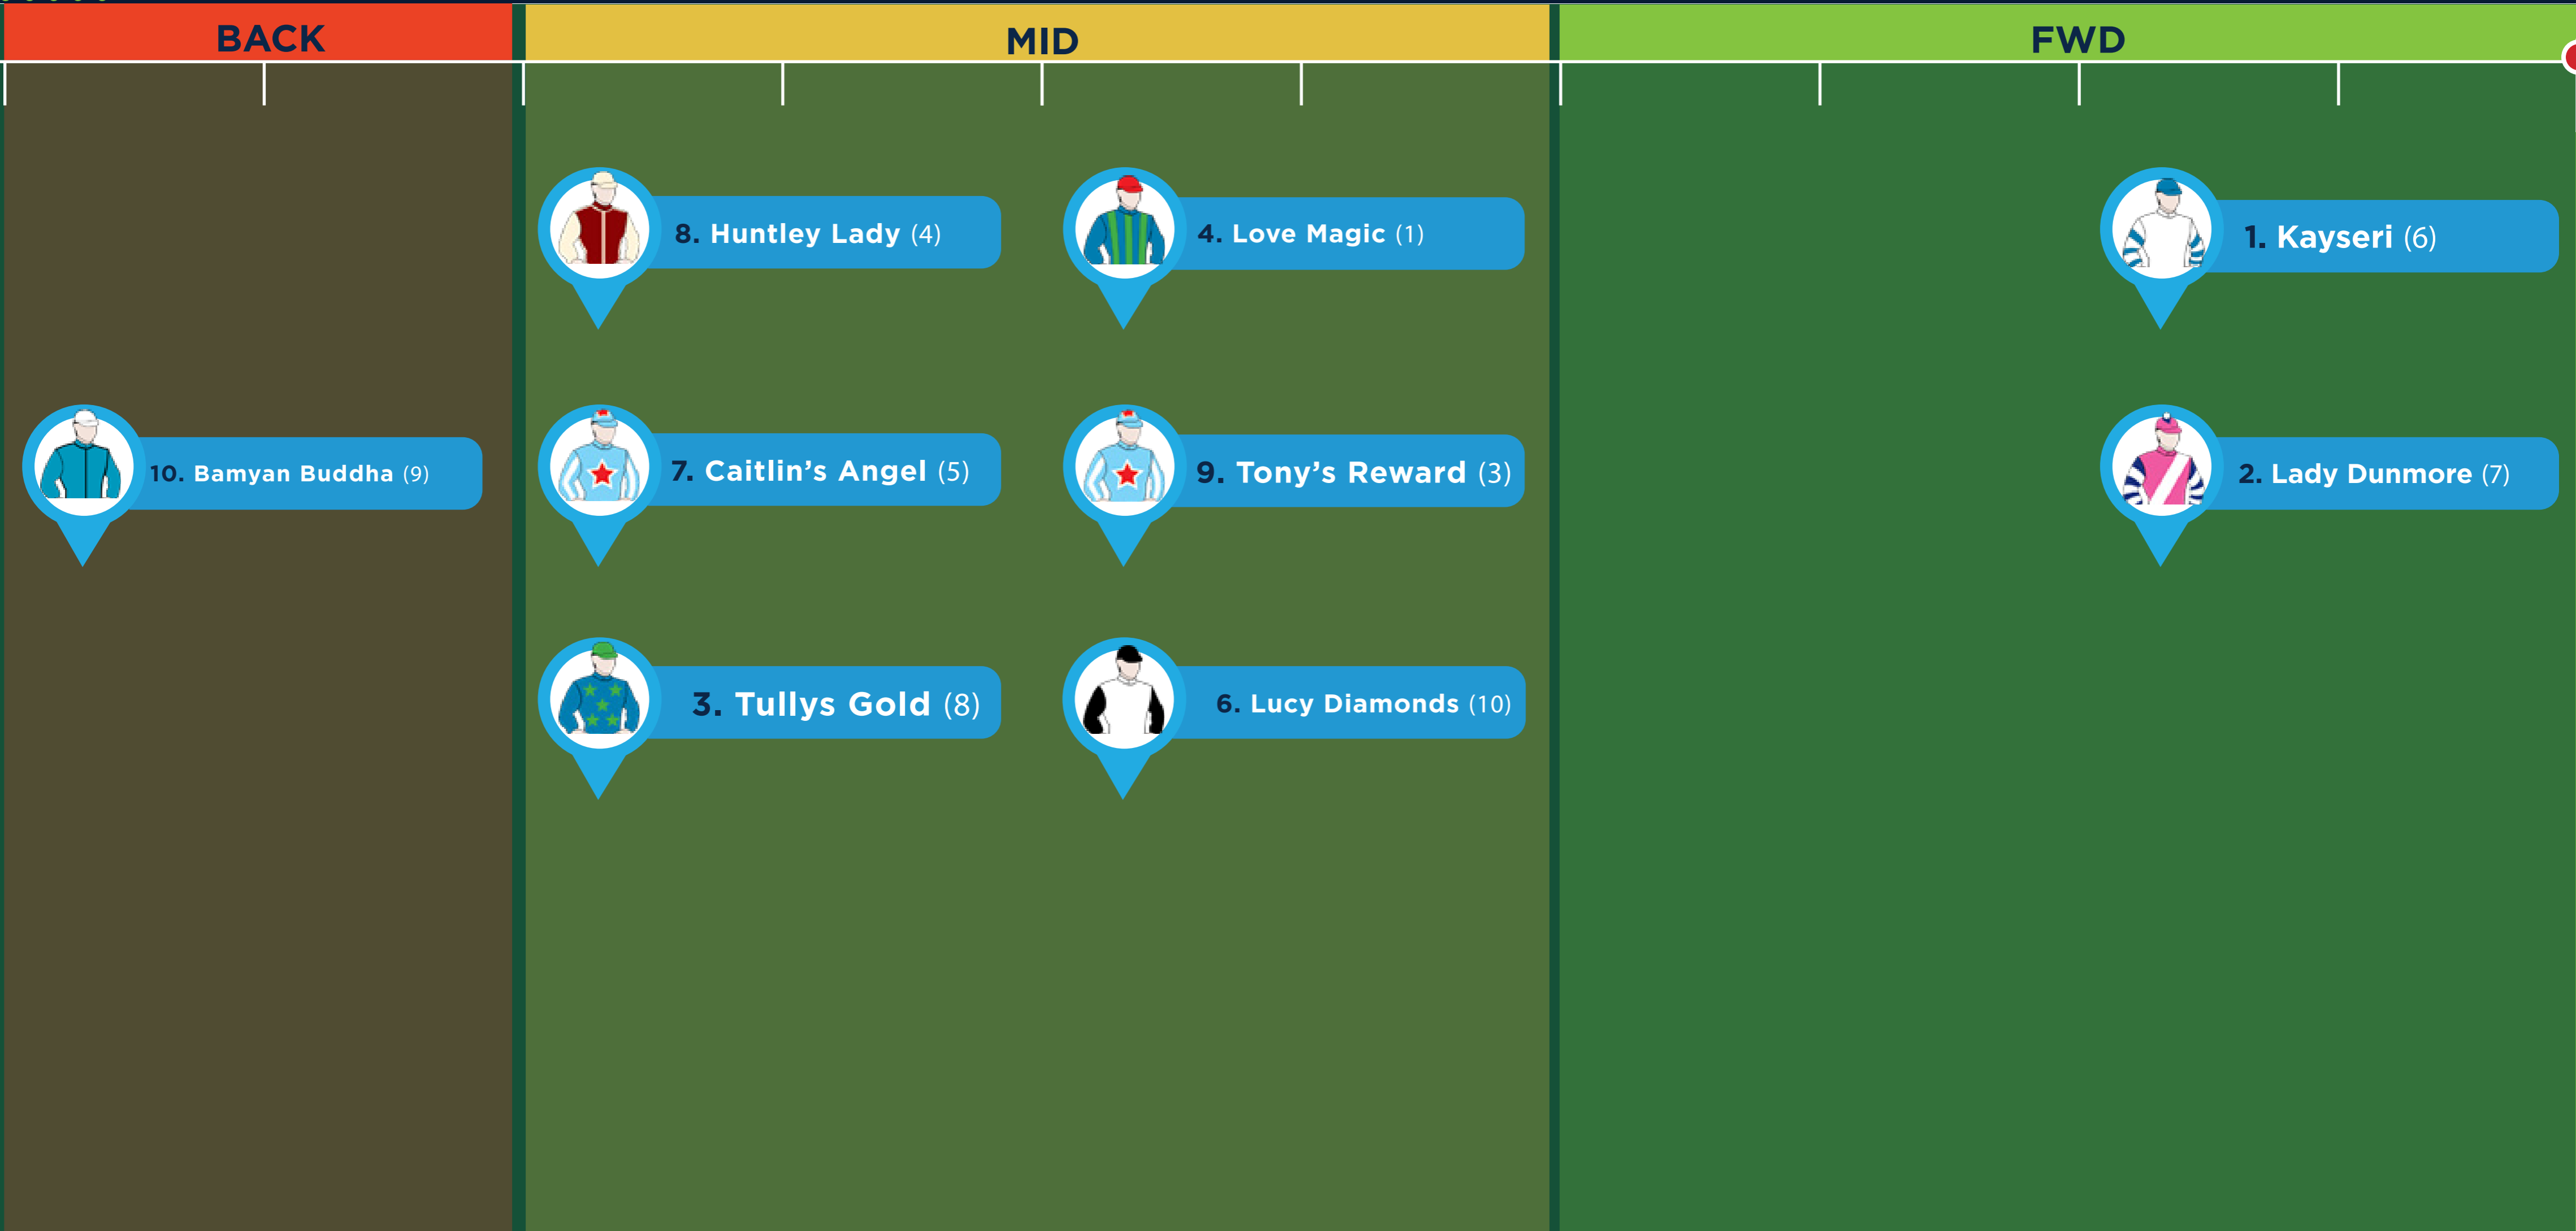 BACK
MID
FWD
8. Huntley Lady (4)
4. Love Magic (1)
1. Kayseri (6)
10. Bamyan Buddha (9)
7. Caitlin’s Angel (5)
9. Tony’s Reward (3)
2. Lady Dunmore (7)
3. Tullys Gold (8)
6. Lucy Diamonds (10)